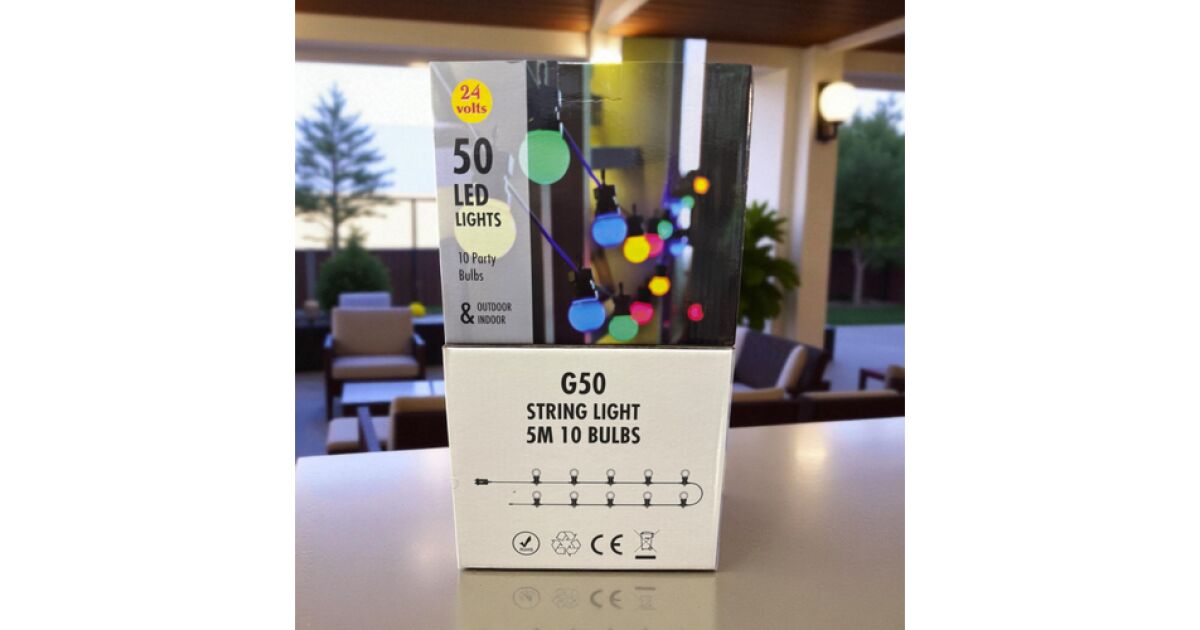 24
volts
50
LED
LIGHTS
10 Party
Bulbs
& OUTDOOR
INDOOR
G50
STRING LIGHT
5M 10 BULBS
CE